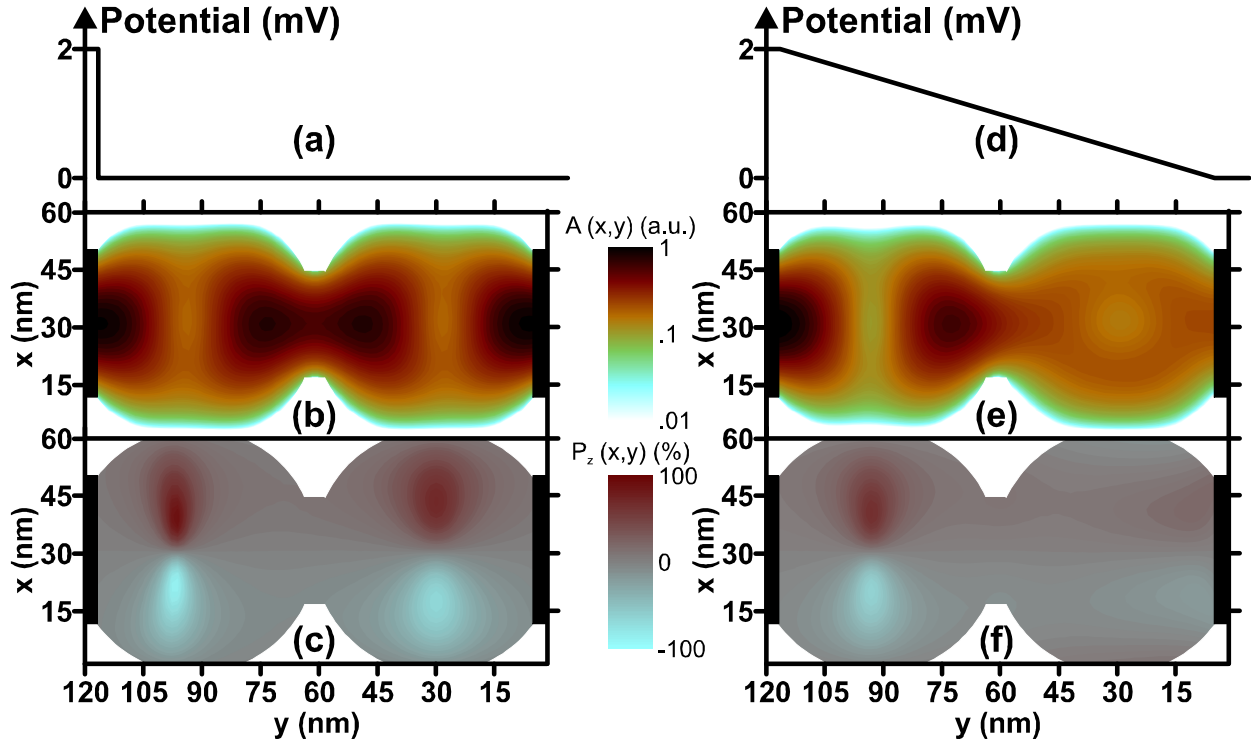 Potential (mV)
2
(a)
0
60
45
x (nm)
30
15
(b)
A (x,y) (a.u.)
1
.1
.01
60
45
x (nm)
30
15
(c)
P_z (x,y) (%)
100
0
-100
120 105 90 75 60 45 30 15
y (nm)
Potential (mV)
2
(d)
0
60
45
x (nm)
30
15
(e)
60
45
x (nm)
30
15
(f)
120 105 90 75 60 45 30 15
y (nm)